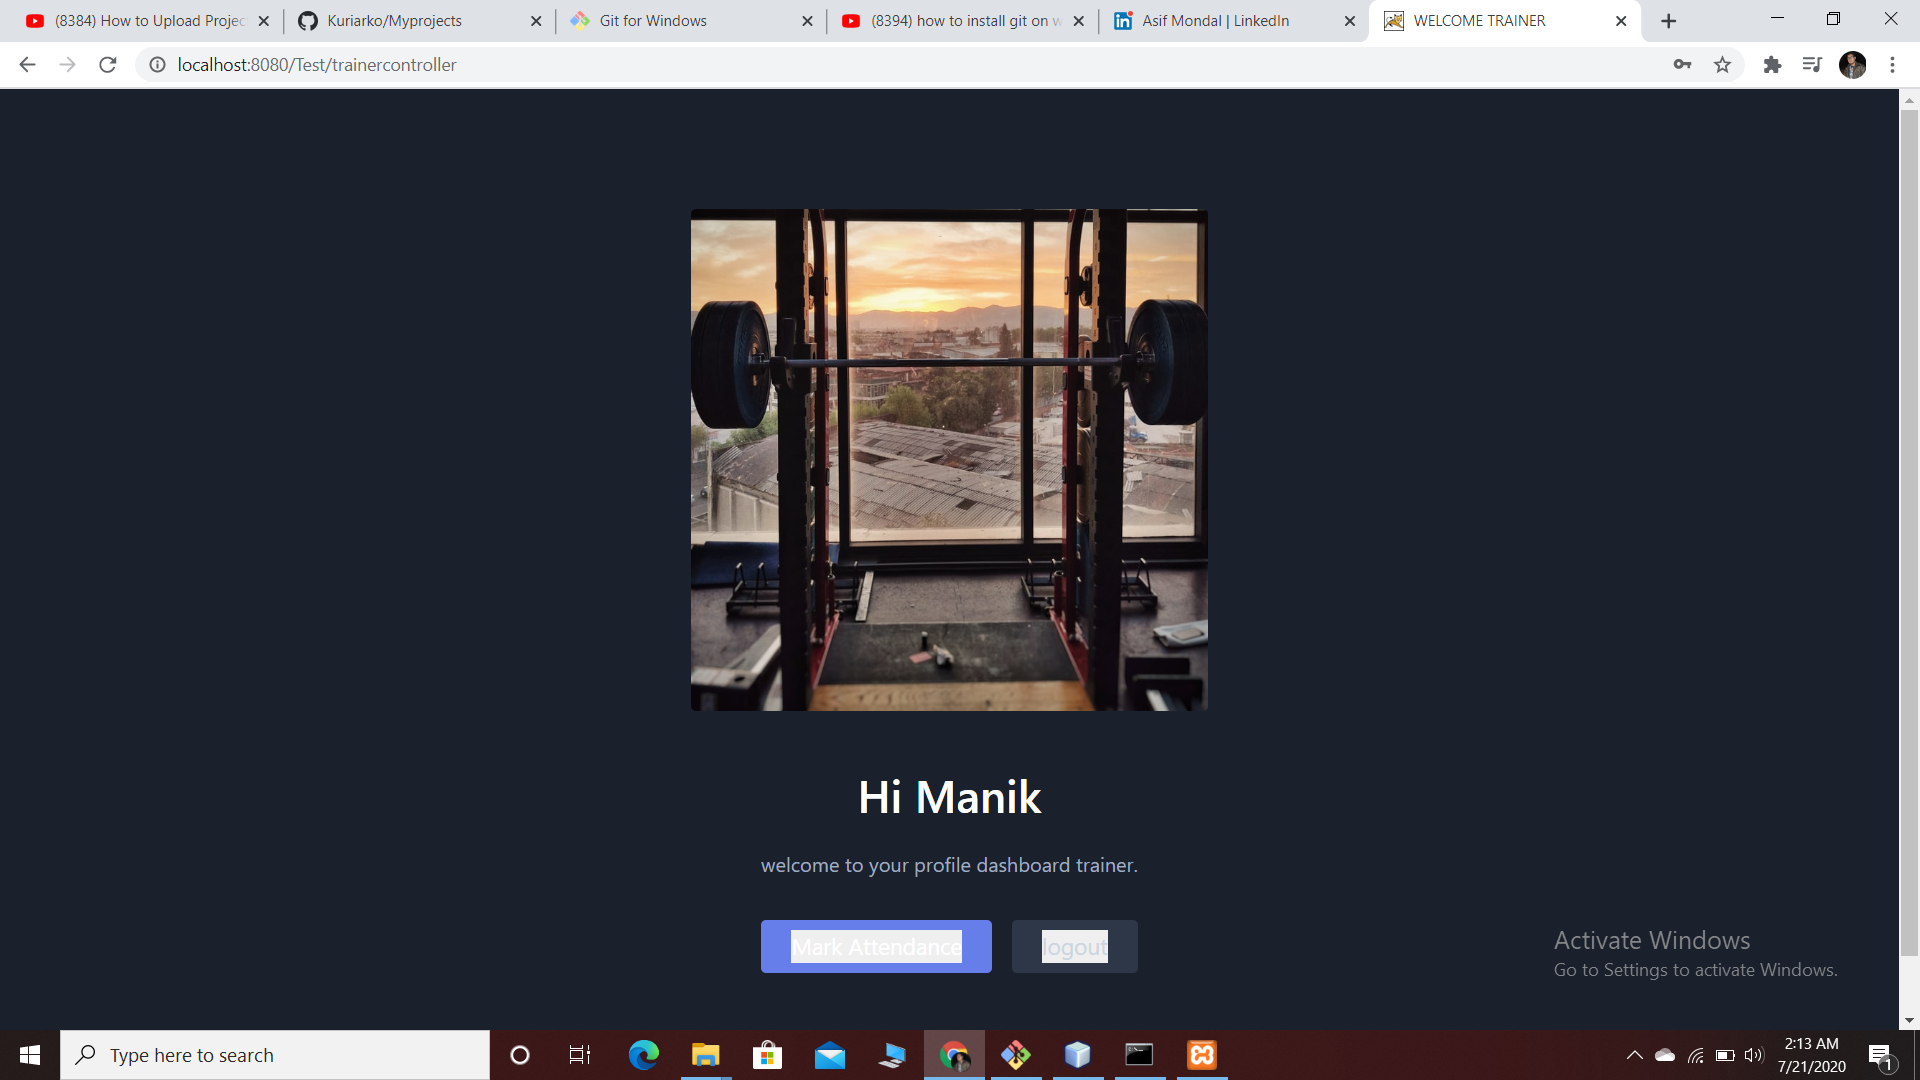 (8384) How to Upload Projec
Kuriarko/Myprojects
Git for Windows
(8394) how to install git on w
Asif Mondal | LinkedIn
WELCOME TRAINER
localhost:8080/Test/trainercontroller
Hi Manik
welcome to your profile dashboard trainer.
Mark Attendance
logout
Activate Windows
Go to Settings to activate Windows.
Type here to search
2:13 AM
7/21/2020
1